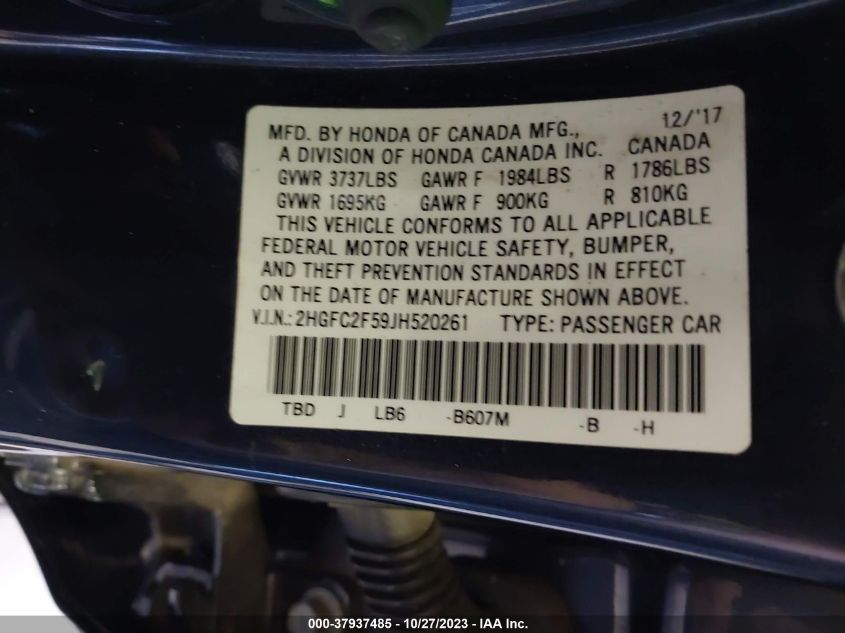 12/'17
MFD. BY HONDA OF CANADA MFG.,
A DIVISION OF HONDA CANADA INC. CANADA
GVWR 3737LBS GAWR F 1984LBS R 1786LBS
GVWR 1695KG GAWR F 900KG R 810KG
THIS VEHICLE CONFORMS TO ALL APPLICABLE
FEDERAL MOTOR VEHICLE SAFETY, BUMPER,
AND THEFT PREVENTION STANDARDS IN EFFECT
ON THE DATE OF MANUFACTURE SHOWN ABOVE.
V.I.N.: 2HGFC2F59JH520261 TYPE: PASSENGER CAR
TBD J LB6 -B607M -B -H
000-37937485 - 10/27/2023 - IAA Inc.